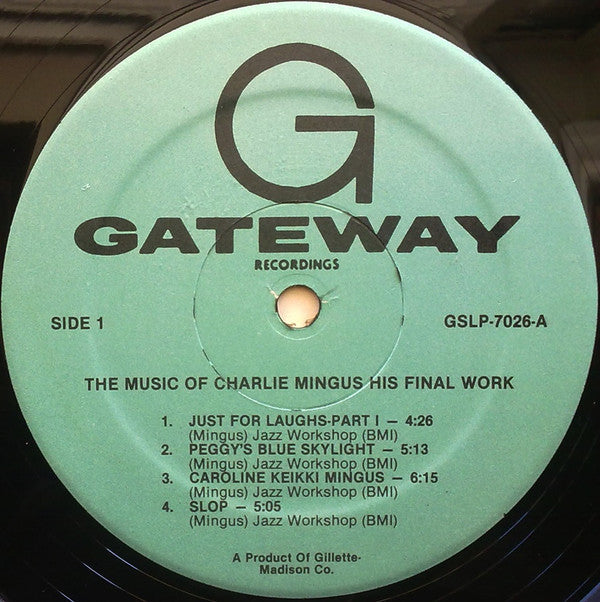 G
GATEWAY
RECORDINGS
SIDE 1
GSLP-7026-A
THE MUSIC OF CHARLIE MINGUS HIS FINAL WORK
1. JUST FOR LAUGHS-PART I — 4:26
(Mingus) Jazz Workshop (BMI)
2. PEGGY'S BLUE SKYLIGHT — 5:13
(Mingus) Jazz Workshop (BMI)
3. CAROLINE KEIKKI MINGUS — 6:15
(Mingus) Jazz Workshop (BMI)
4. SLOP — 5:05
(Mingus) Jazz Workshop (BMI)
A Product Of Gillette-
Madison Co.